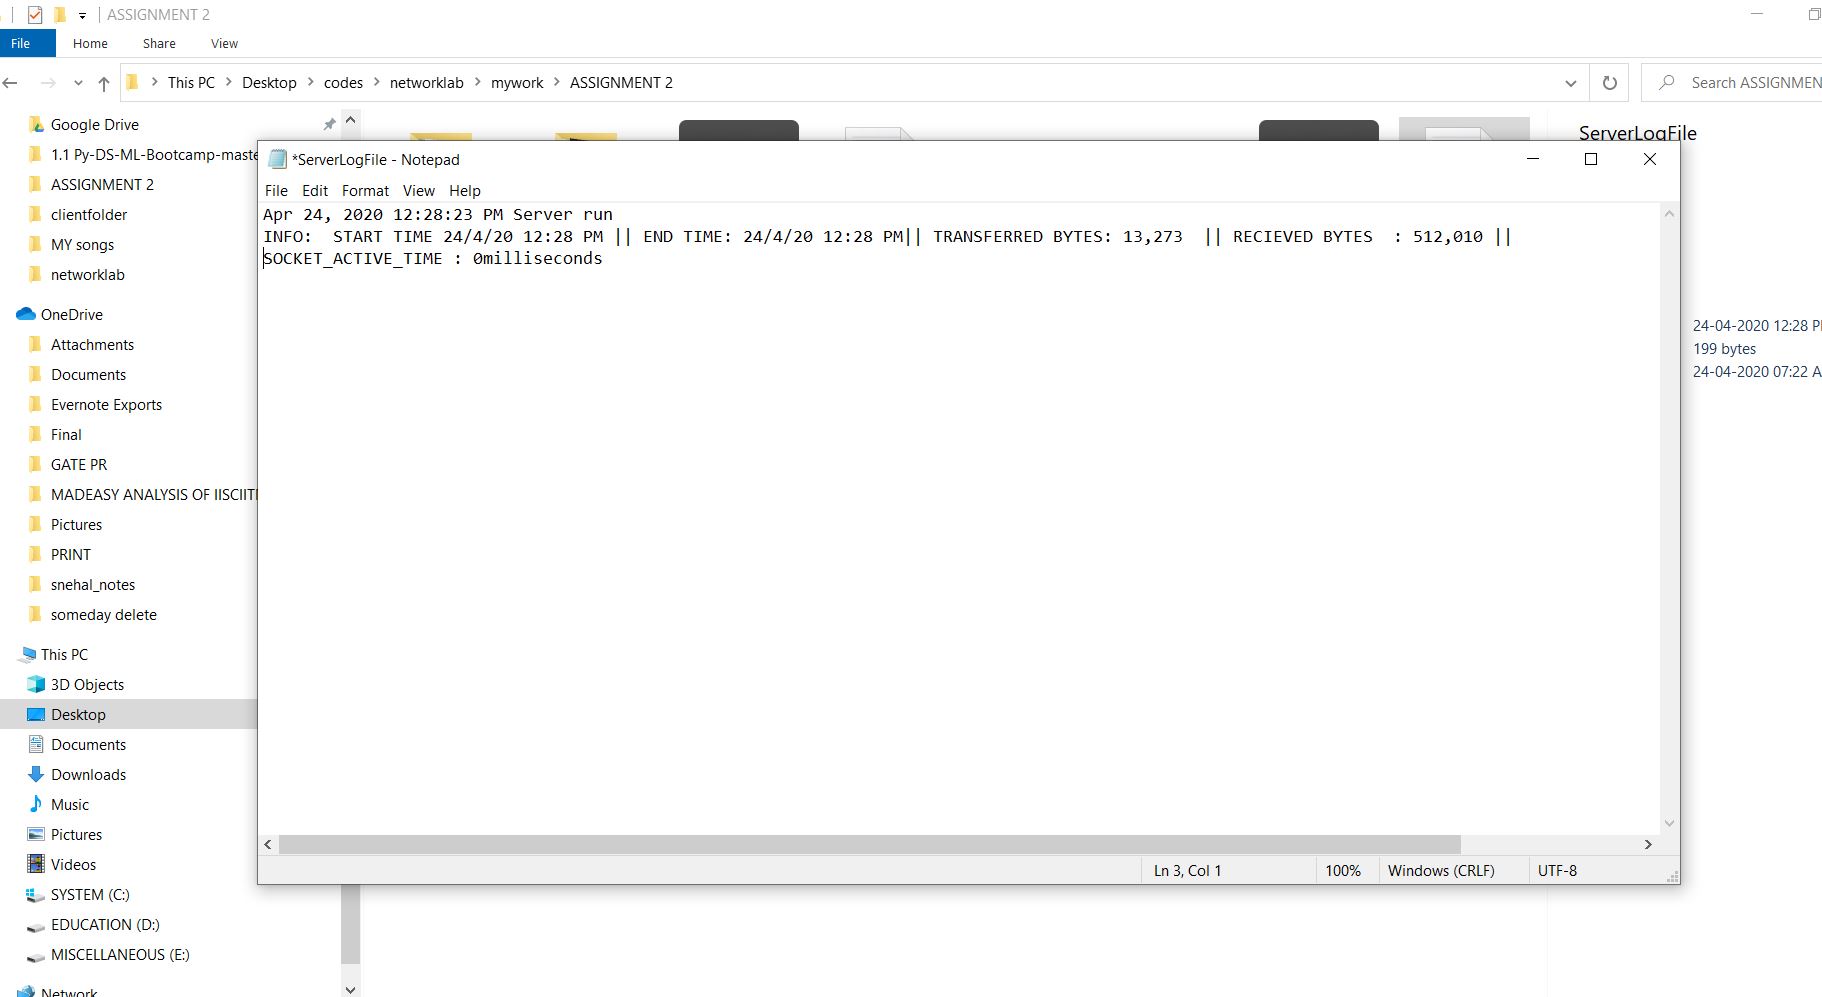 ASSIGNMENT 2
File Home Share View
This PC Desktop codes networklab mywork ASSIGNMENT 2
Search ASSIGNMEN
Google Drive
1.1 Py-DS-ML-Bootcamp-maste
ASSIGNMENT 2
clientfolder
MY songs
networklab
OneDrive
Attachments
Documents
Evernote Exports
Final
GATE PR
MADEASY ANALYSIS OF IISCIITM
Pictures
PRINT
snehal_notes
someday delete
This PC
3D Objects
Desktop
Documents
Downloads
Music
Pictures
Videos
SYSTEM (C:)
EDUCATION (D:)
MISCELLANEOUS (E:)
Network
*ServerLogFile - Notepad
File Edit Format View Help
Apr 24, 2020 12:28:23 PM Server run
INFO:  START TIME 24/4/20 12:28 PM || END TIME: 24/4/20 12:28 PM|| TRANSFERRED BYTES: 13,273  || RECIEVED BYTES  : 512,010 ||
SOCKET_ACTIVE_TIME : 0milliseconds
Ln 3, Col 1 100% Windows (CRLF) UTF-8
ServerLogFile
24-04-2020 12:28 P
199 bytes
24-04-2020 07:22 A